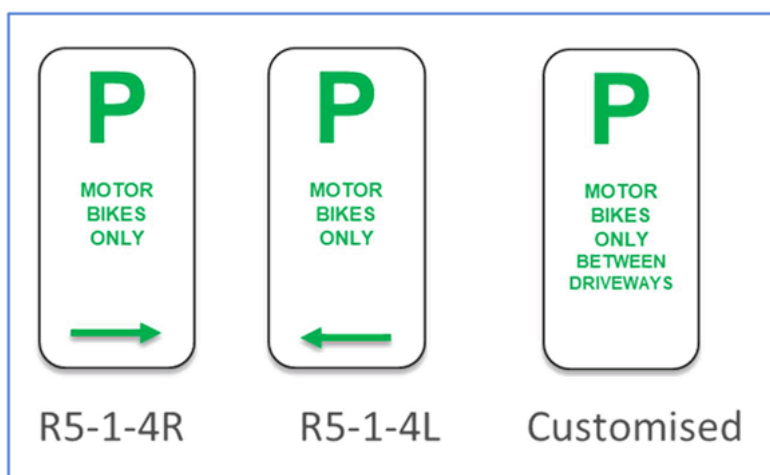 P
MOTOR
BIKES
ONLY
R5-1-4R
P
MOTOR
BIKES
ONLY
R5-1-4L
P
MOTOR
BIKES
ONLY
BETWEEN
DRIVEWAYS
Customised